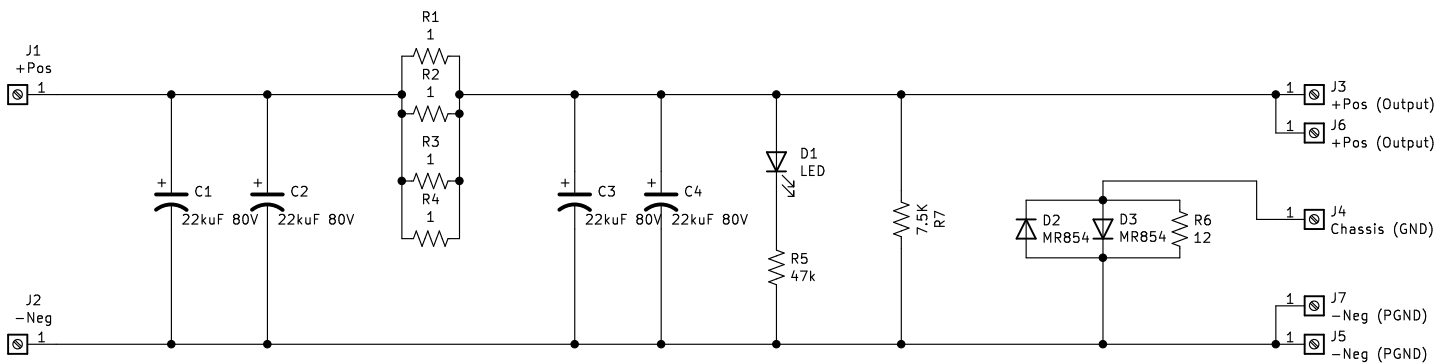 R1
1
J1
+Pos
1
R2
1
R3
1
R4
1
C1
22kuF 80V
C2
22kuF 80V
C3
22kuF 80V
C4
22kuF 80V
D1
LED
R5
47k
7.5K
R7
D2
MR854
D3
MR854
R6
12
1
J3
+Pos (Output)
1
J6
+Pos (Output)
1
J4
Chassis (GND)
J2
-Neg
1
1
J7
-Neg (PGND)
1
J5
-Neg (PGND)
+
+
+
+